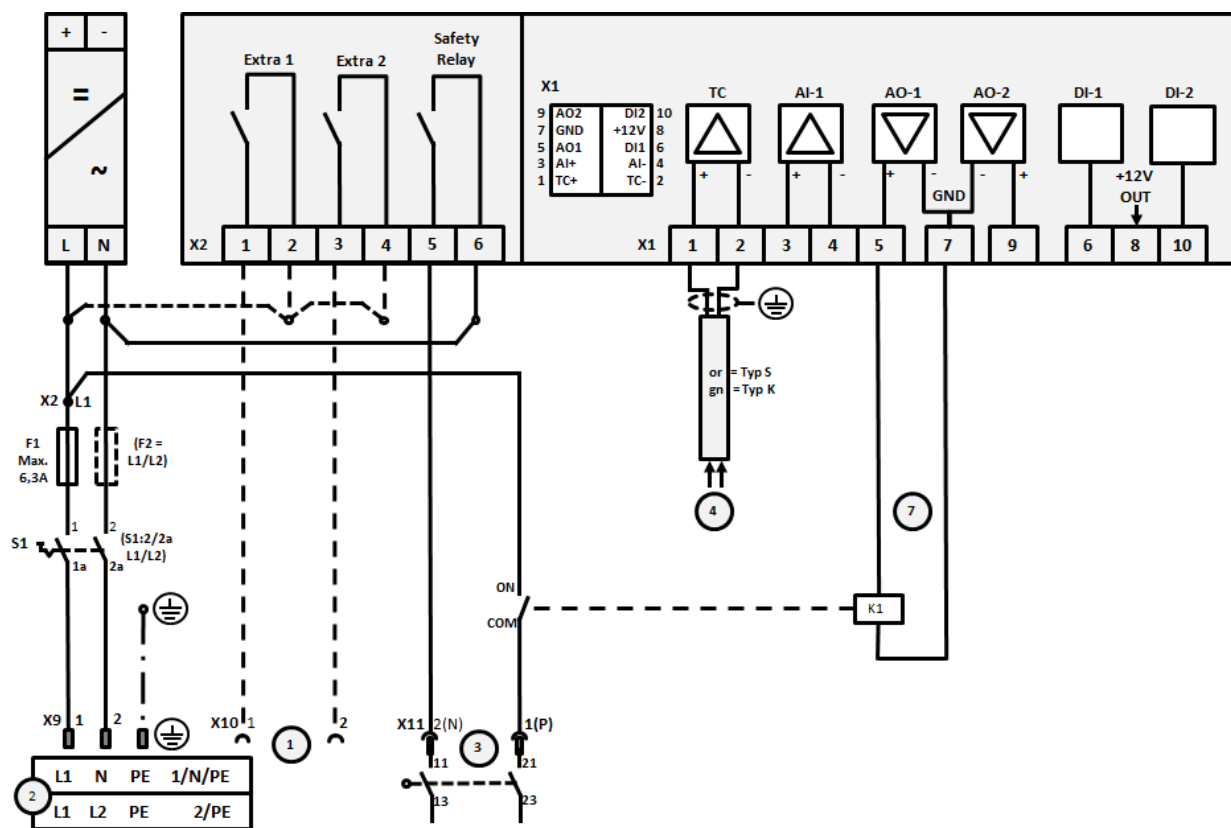 + -
=
~
L N
Extra 1 Extra 2 Safety
Relay
X2 1 2 3 4 5 6
X1
9 AO2 DI2 10
7 GND +12V 8
5 AO1 DI1 6
3 AI+ AI- 4
1 TC+ TC- 2
TC AI-1 AO-1 AO-2 DI-1 DI-2
+ - + - + - - +
GND
+12V
OUT
X1 1 2 3 4 5 7 9 6 8 10
or = Typ S
gn =Typ K
4
7
X2 L1
F1
Max.
6,3A
(F2 =
L1/L2)
S1
1 2
1a 2a
(S1:2/2a
L1/L2)
ON
COM
K1
X9 1 2
X10 1 2
1
X11 2(N) 1(P)
3
11 21
13 23
2
L1 N PE 1/N/PE
L1 L2 PE 2/PE